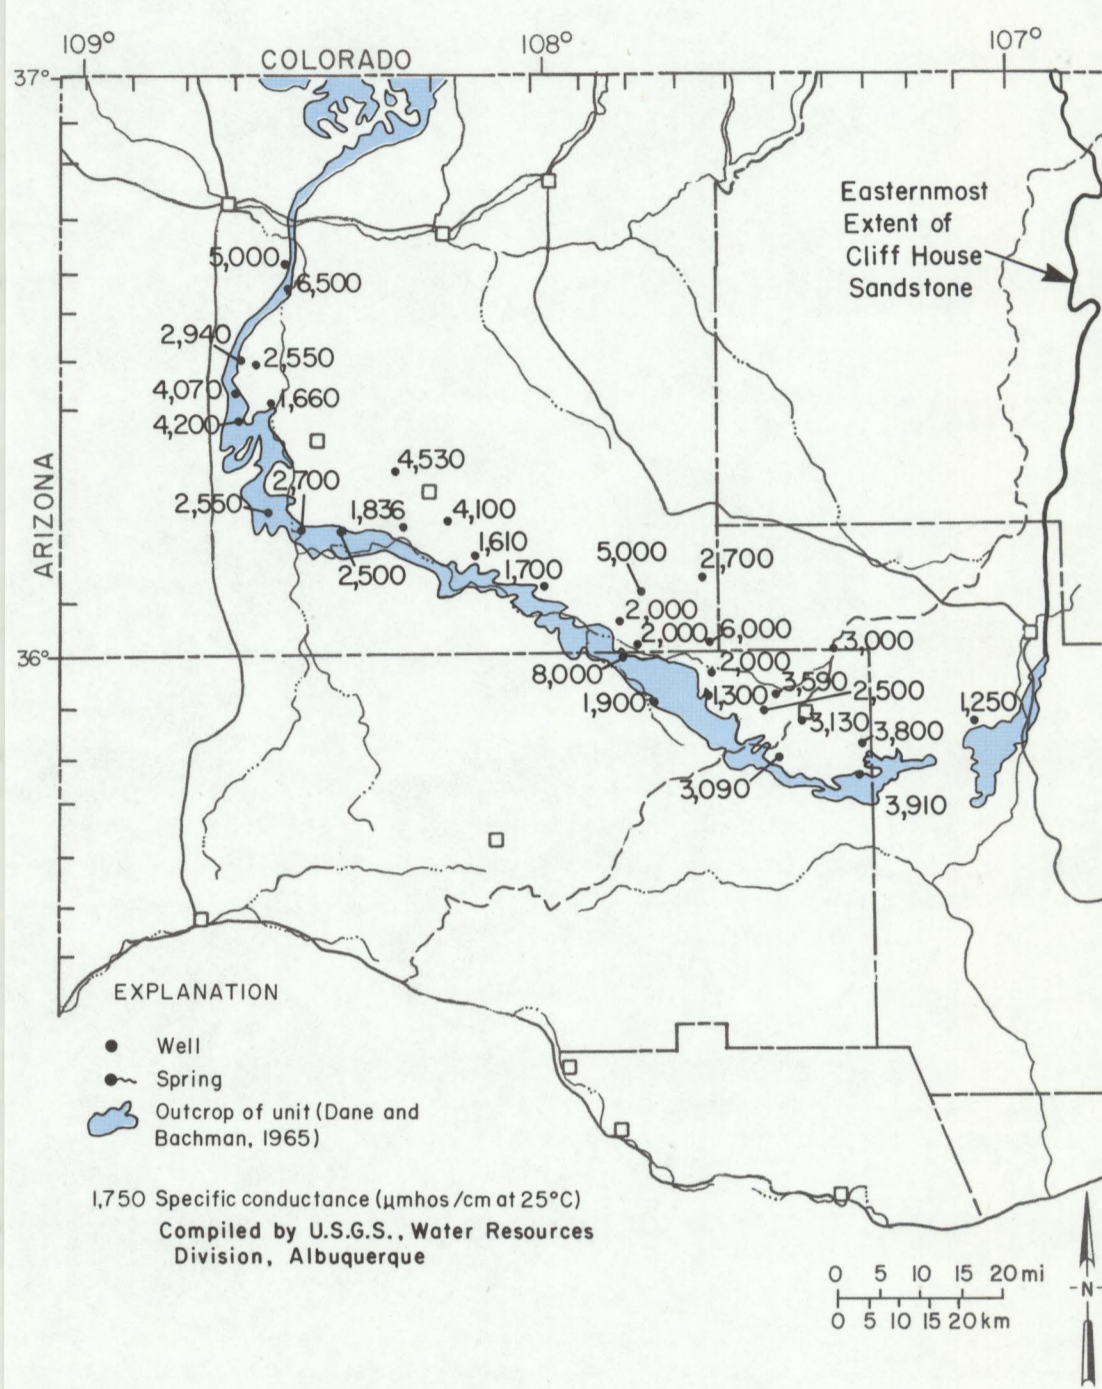 109°
108°
107°
COLORADO
37°
Easternmost
Extent of
Cliff House
Sandstone
5,000
6,500
2,940
2,550
4,070
1,660
4,200
ARIZONA
4,530
2,700
2,550
1,836
4,100
1,610
2,500
1,700
5,000
2,700
2,000
2,000
6,000
3,000
36°
8,000
2,000
3,590
2,500
1,900
1,300
3,130
1,250
3,800
3,090
3,910
EXPLANATION
Well
Spring
Outcrop of unit (Dane and
Bachman, 1965)
1,750 Specific conductance (μmhos/cm at 25°C)
Compiled by U.S.G.S., Water Resources
Division, Albuquerque
0 5 10 15 20 mi
0 5 10 15 20 km
N